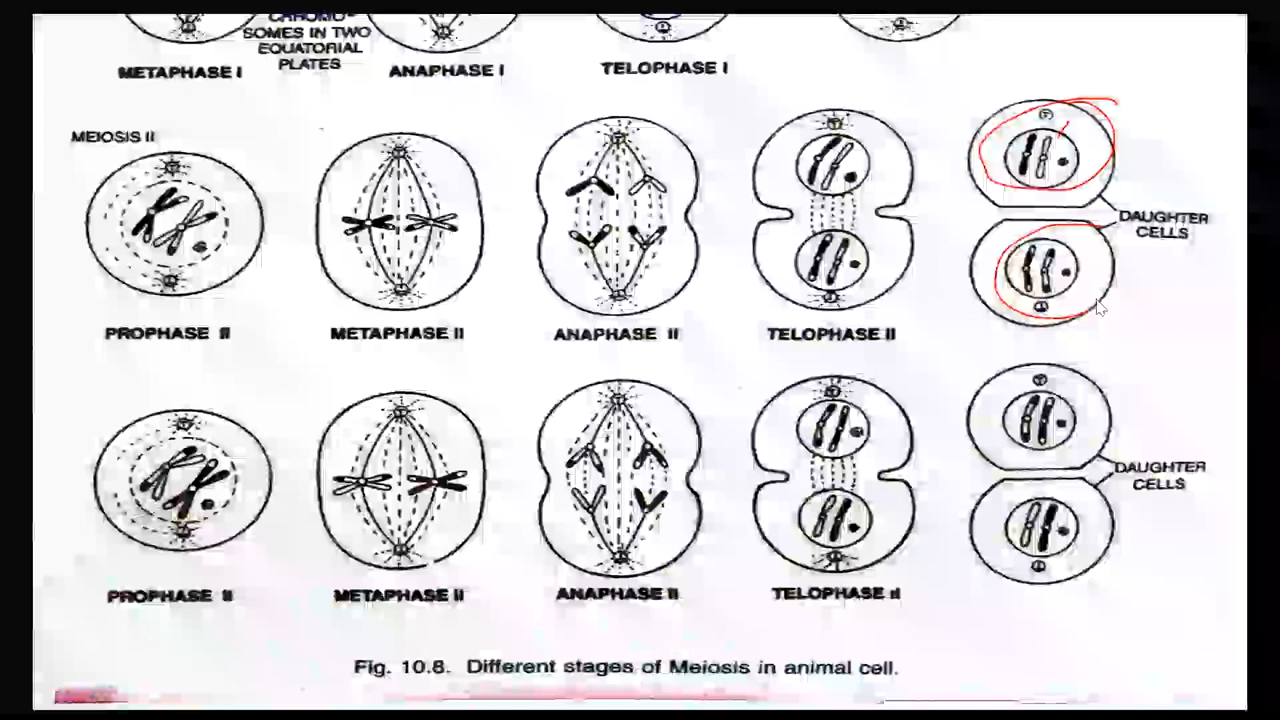 CHROMO-
SOMES IN TWO
EQUATORIAL
PLATES
METAPHASE I
ANAPHASE I
TELOPHASE I
MEIOSIS II
DAUGHTER
CELLS
PROPHASE II
METAPHASE II
ANAPHASE II
TELOPHASE II
DAUGHTER
CELLS
PROPHASE II
METAPHASE II
ANAPHASE II
TELOPHASE II
Fig. 10.8. Different stages of Meiosis in animal cell.